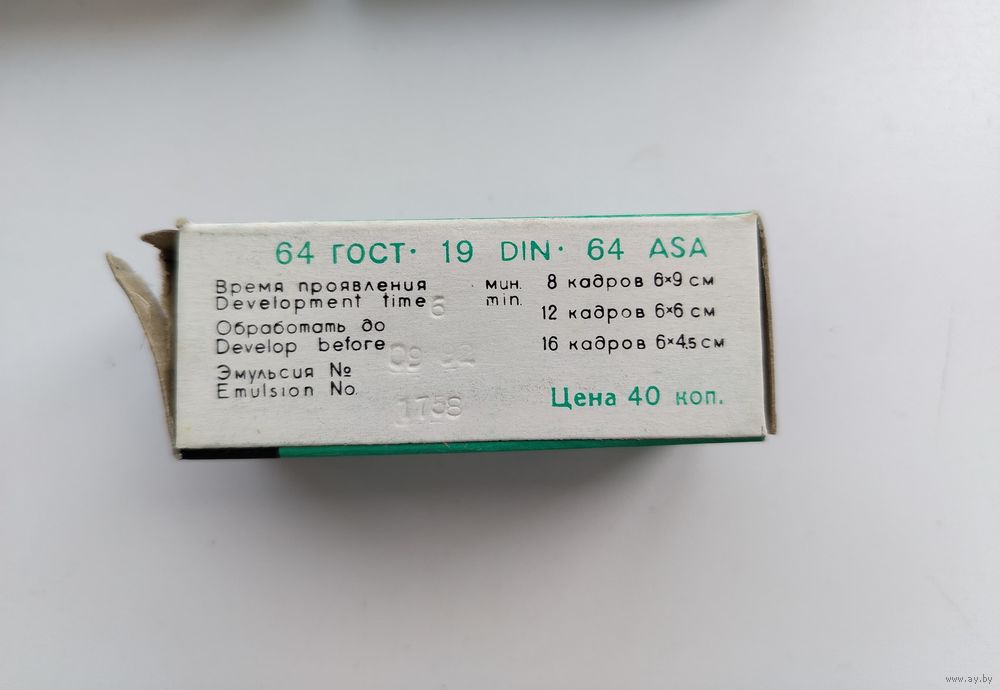 64 ГОСТ · 19 DIN · 64 ASA
Время проявления мин.
Development time 6 min.
Обработать до
Develop before 09 92
Эмульсия №
Emulsion No.
1758
8 кадров 6×9 см
12 кадров 6×6 см
16 кадров 6×4,5 см
Цена 40 коп.
www.ay.by